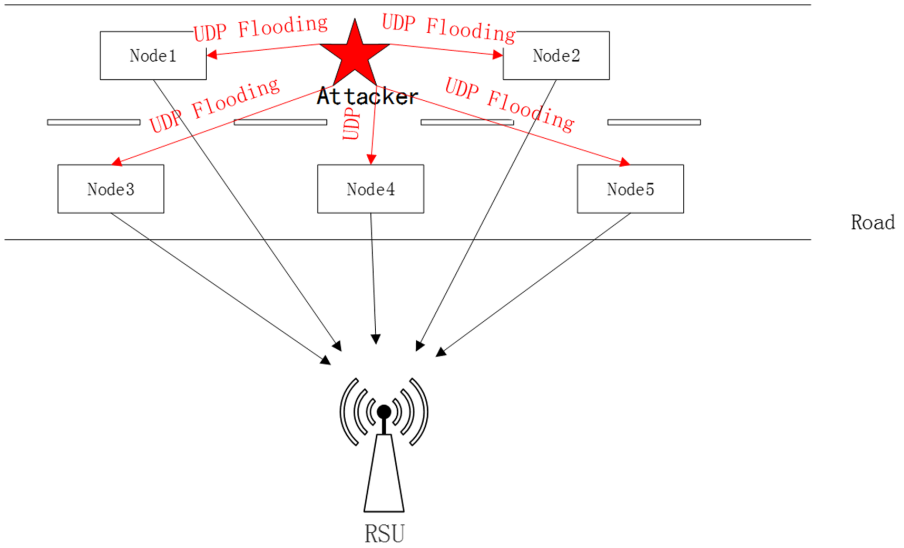 UDP Flooding
UDP Flooding
Node1
Node2
Attacker
UDP Flooding
UDP
UDP Flooding
Node3
Node4
Node5
Road
RSU